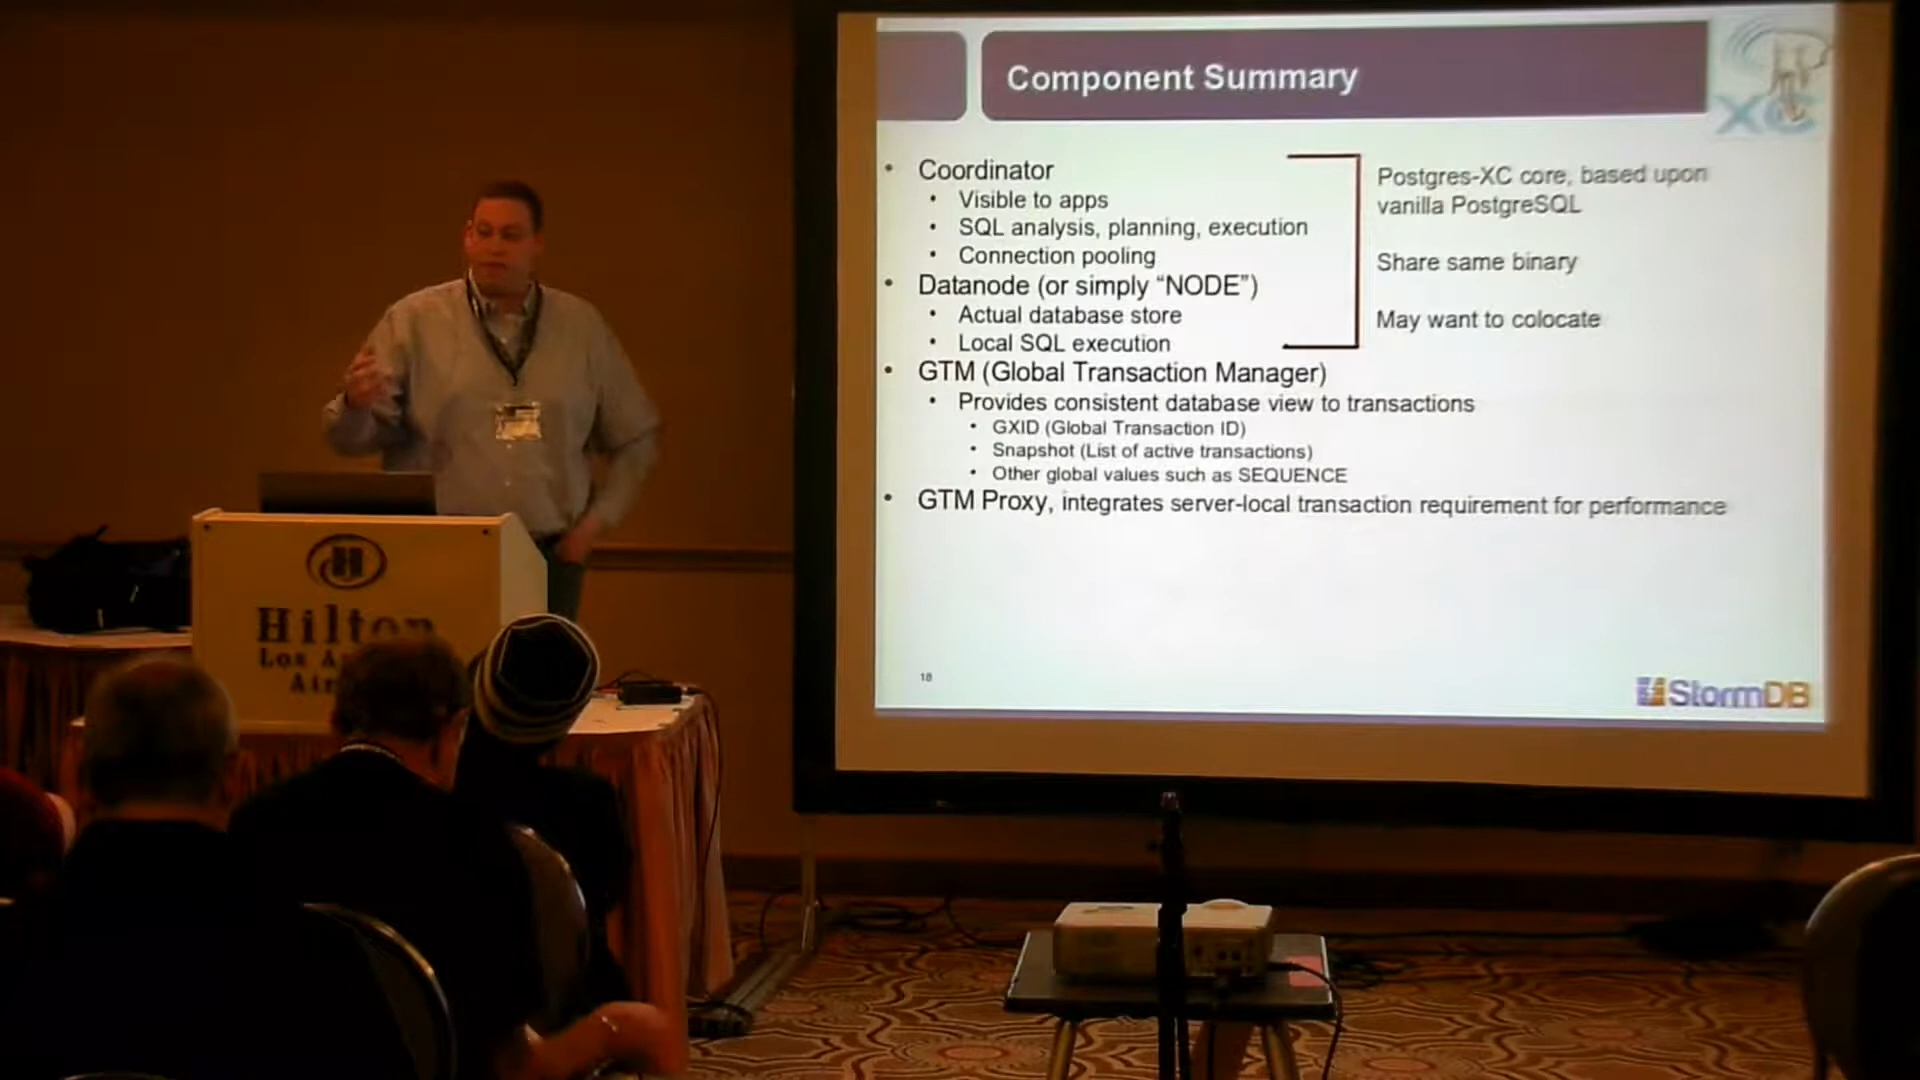 Component Summary
XC
• Coordinator
• Visible to apps
• SQL analysis, planning, execution
• Connection pooling
• Datanode (or simply “NODE”)
• Actual database store
• Local SQL execution
Postgres-XC core, based upon
vanilla PostgreSQL
Share same binary
May want to colocate
• GTM (Global Transaction Manager)
• Provides consistent database view to transactions
• GXID (Global Transaction ID)
• Snapshot (List of active transactions)
• Other global values such as SEQUENCE
• GTM Proxy, integrates server-local transaction requirement for performance
18
StormDB
H
Hilton
Los